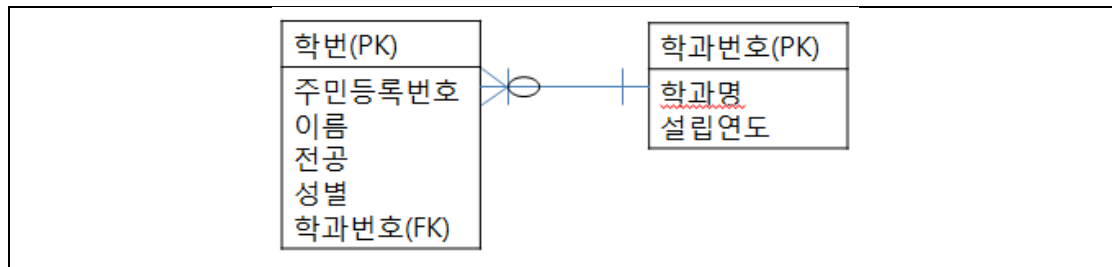 학번(PK)
주민등록번호
이름
전공
성별
학과번호(FK)
학과번호(PK)
학과명
설립연도